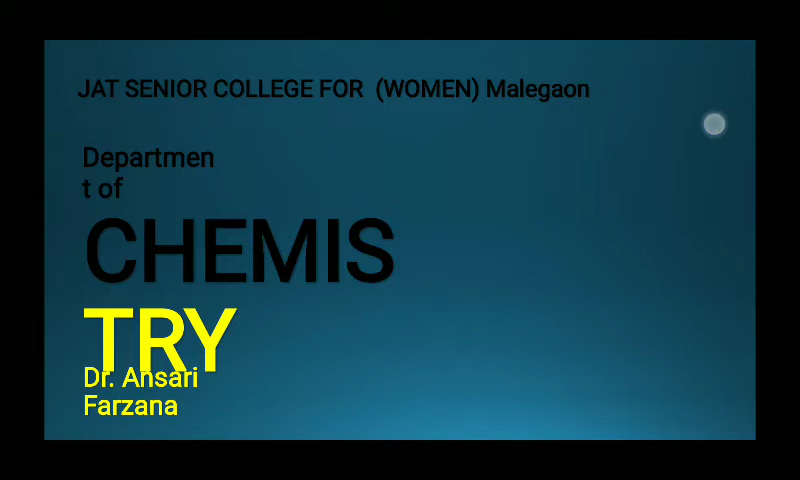 JAT SENIOR COLLEGE FOR (WOMEN) Malegaon
Departmen
t of
CHEMIS
TRY
Dr. Ansari
Farzana